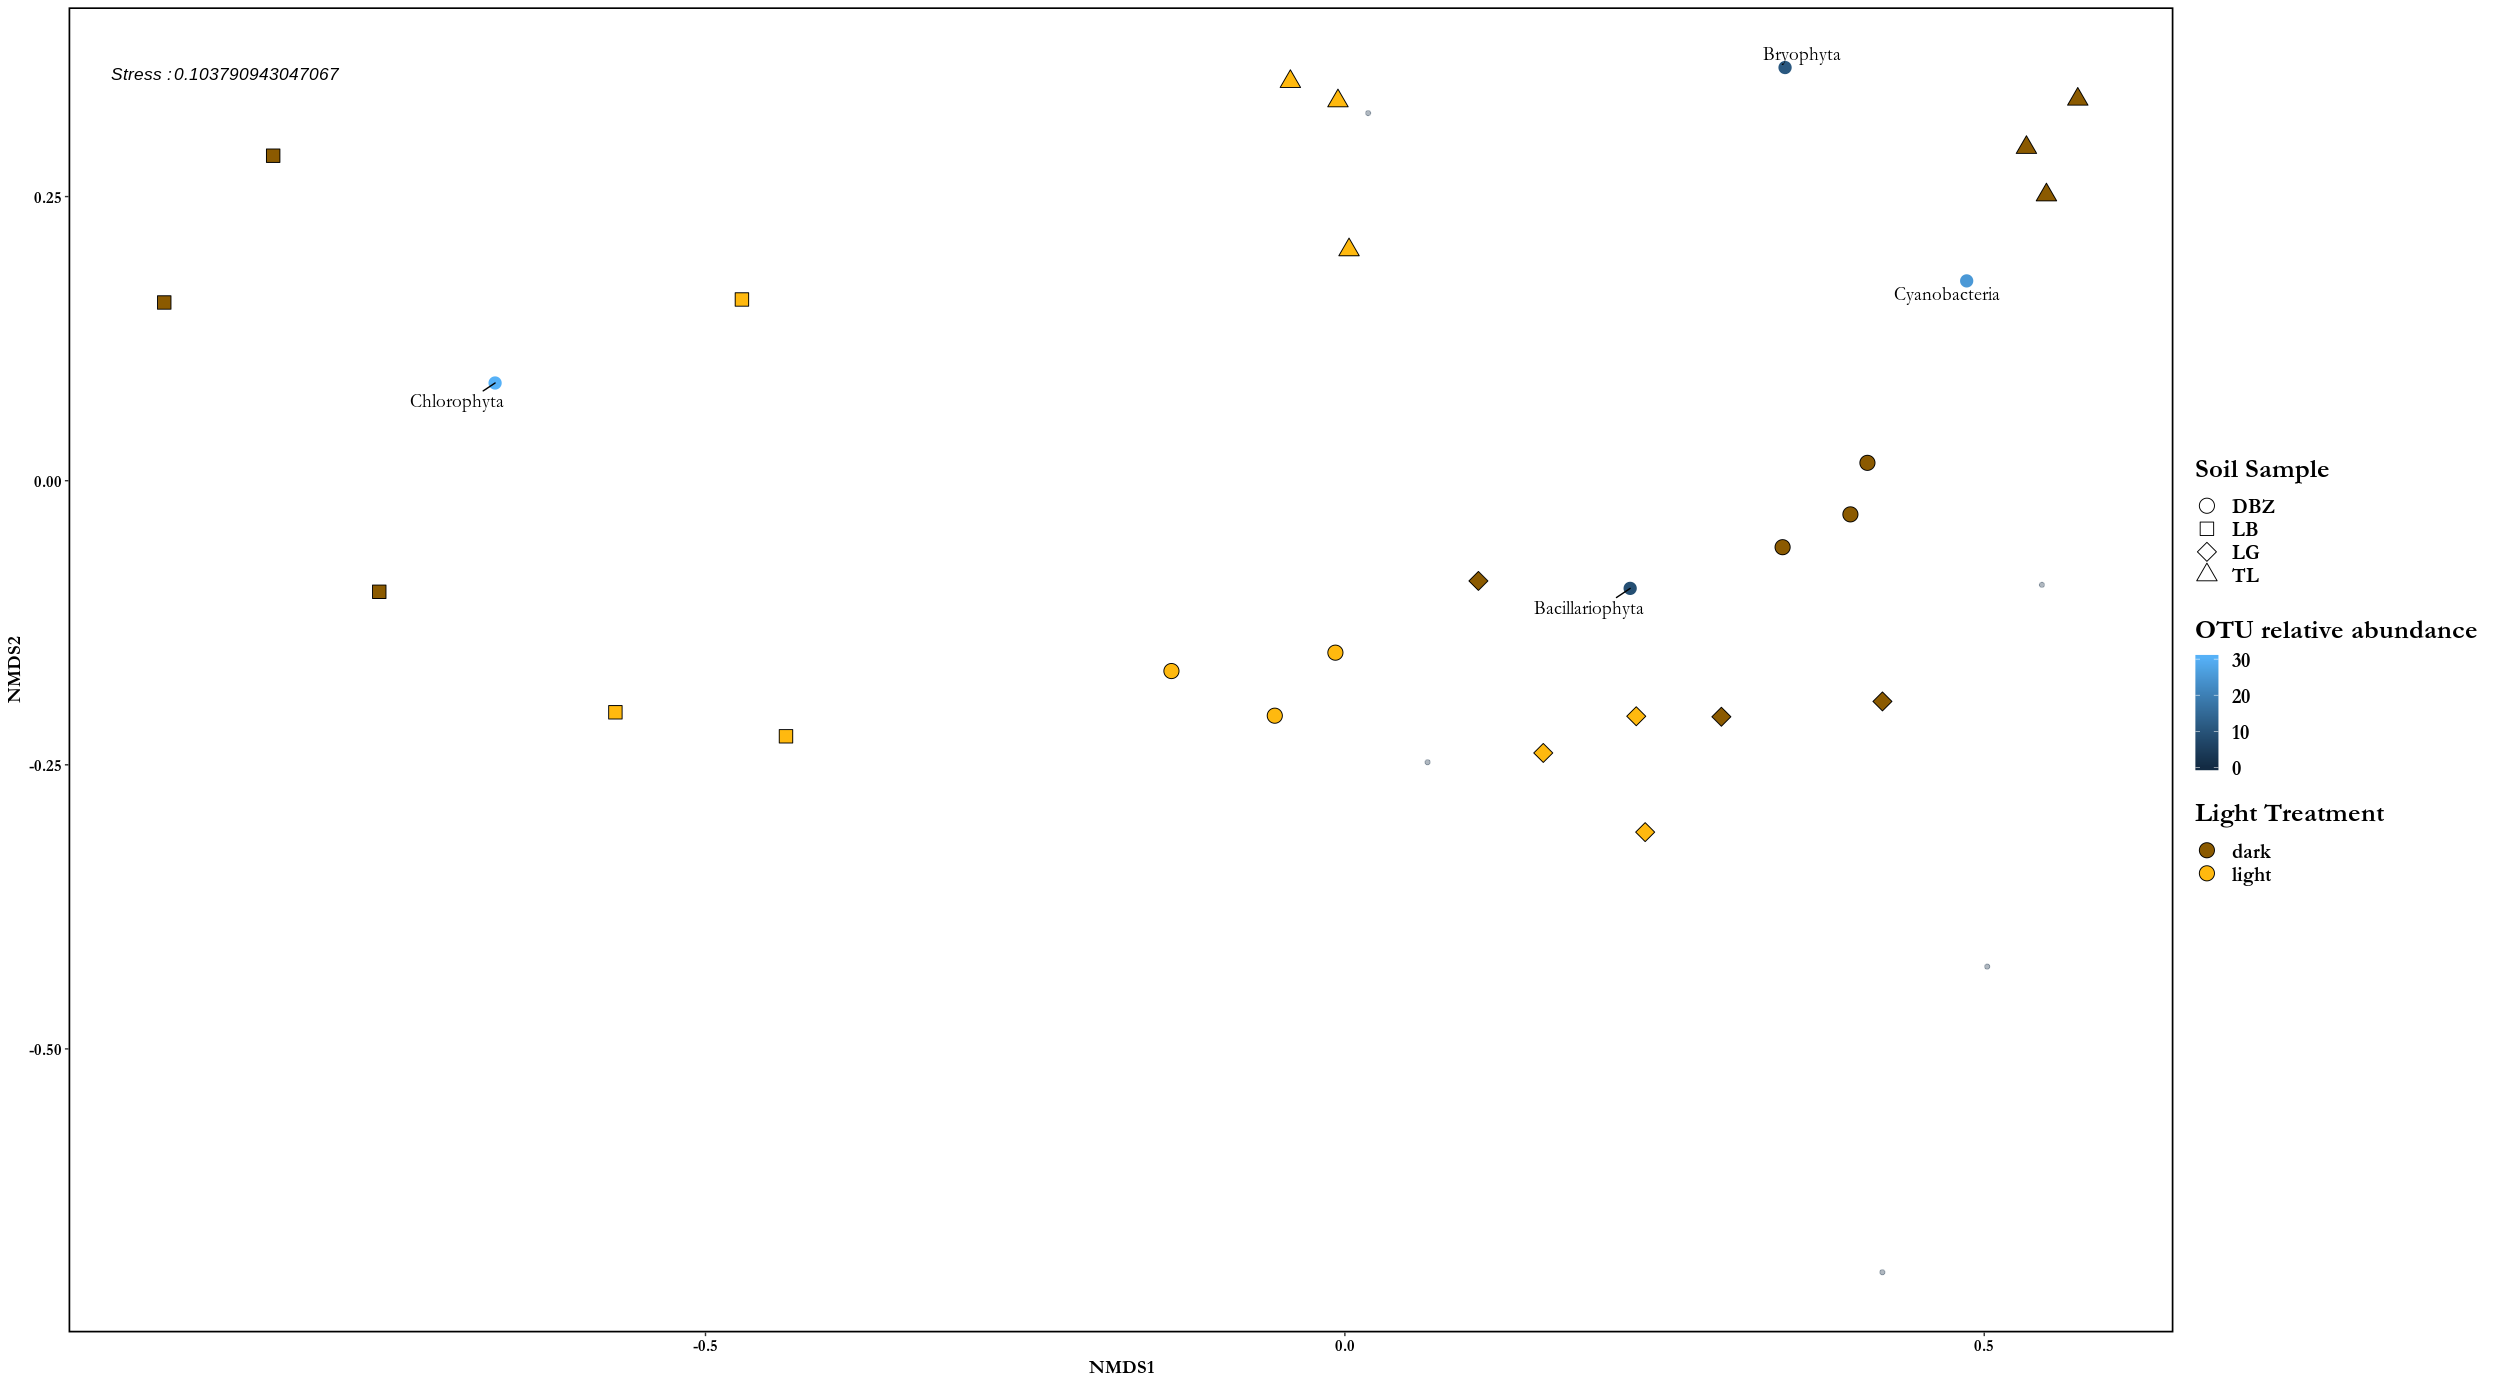 Stress : 0.103790943047067
Bryophyta
Cyanobacteria
Chlorophyta
Bacillariophyta
0.25
0.00
-0.25
-0.50
NMDS2
-0.5
0.0
0.5
NMDS1
Soil Sample
DBZ
LB
LG
TL
OTU relative abundance
30
20
10
0
Light Treatment
dark
light